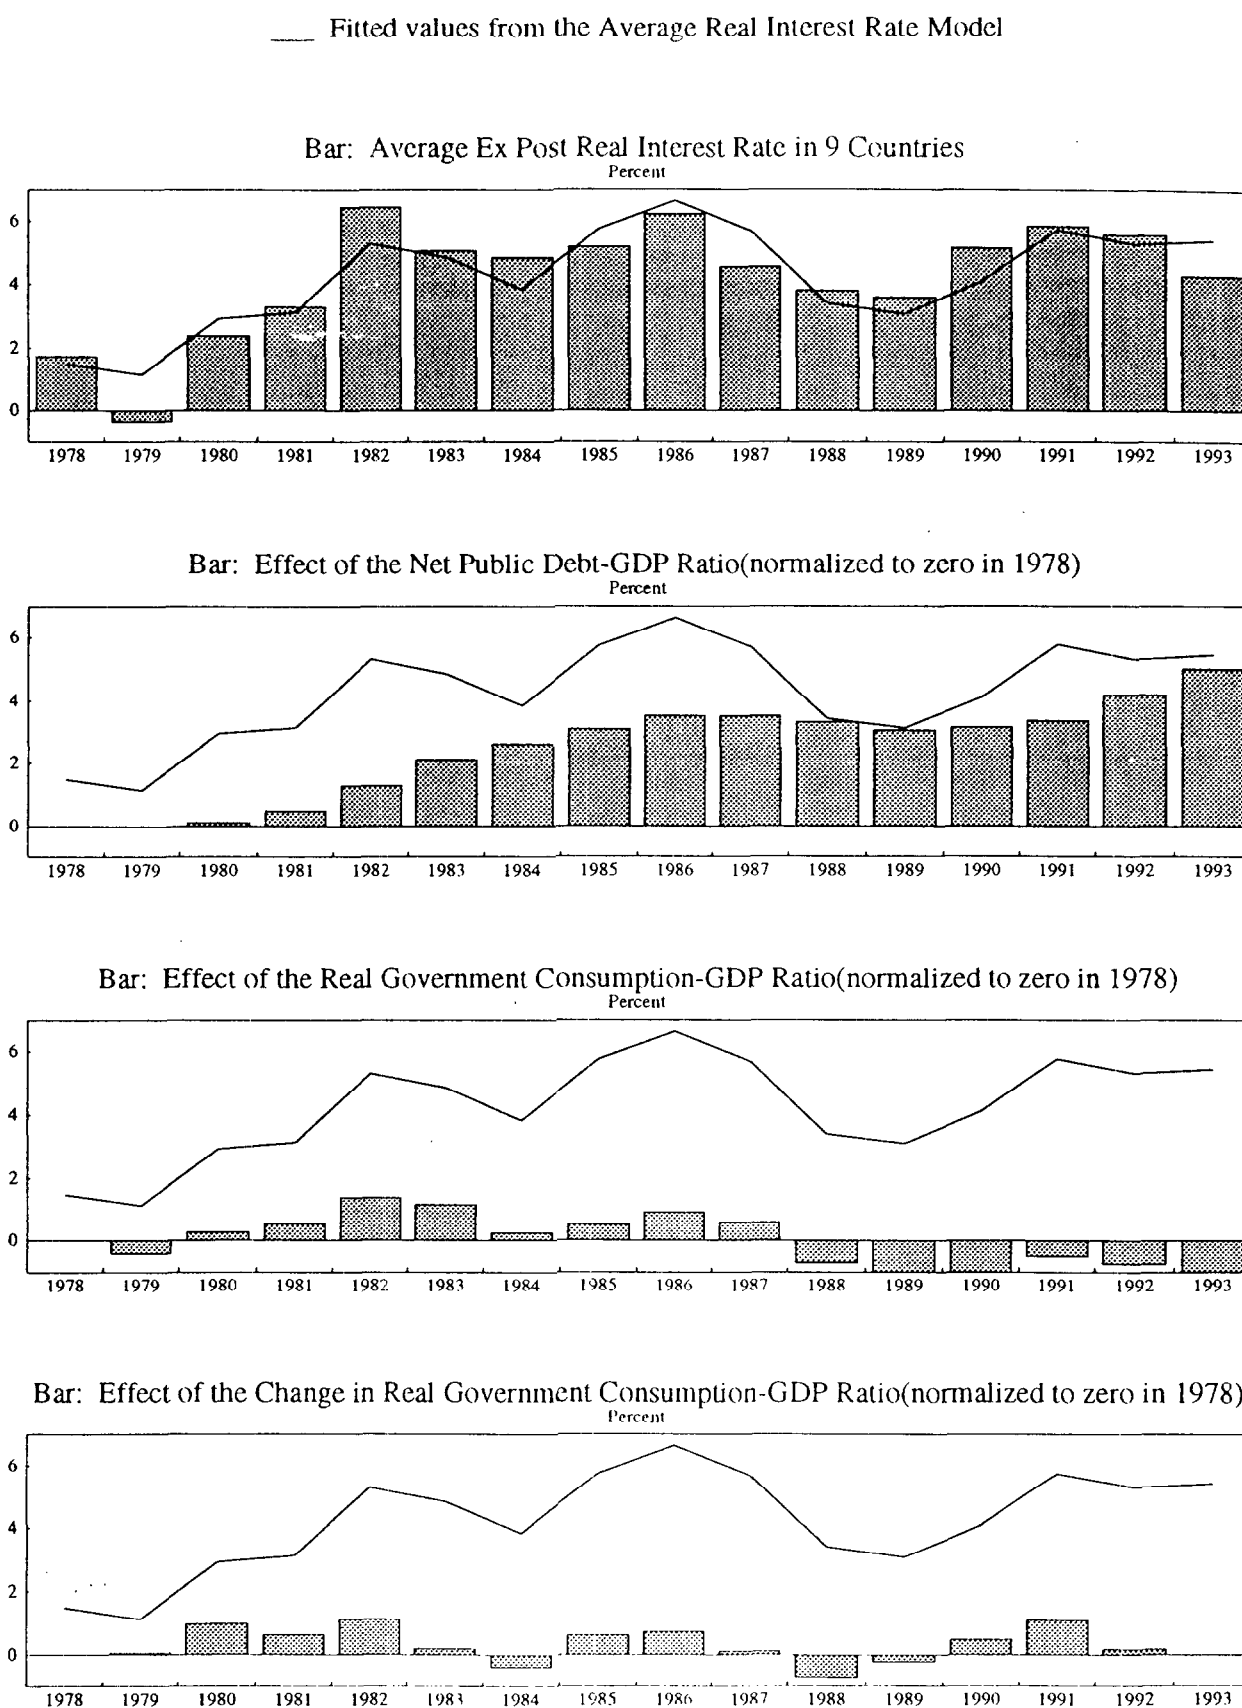 ___ Fitted values from the Average Real Interest Rate Model
Bar: Average Ex Post Real Interest Rate in 9 Countries
Percent
6
4
2
0
1978 1979 1980 1981 1982 1983 1984 1985 1986 1987 1988 1989 1990 1991 1992 1993
Bar: Effect of the Net Public Debt-GDP Ratio(normalized to zero in 1978)
Percent
6
4
2
0
1978 1979 1980 1981 1982 1983 1984 1985 1986 1987 1988 1989 1990 1991 1992 1993
Bar: Effect of the Real Government Consumption-GDP Ratio(normalized to zero in 1978)
Percent
6
4
2
0
1978 1979 1980 1981 1982 1983 1984 1985 1986 1987 1988 1989 1990 1991 1992 1993
Bar: Effect of the Change in Real Government Consumption-GDP Ratio(normalized to zero in 1978)
Percent
6
4
2
0
1978 1979 1980 1981 1982 1983 1984 1985 1986 1987 1988 1989 1990 1991 1992 1993